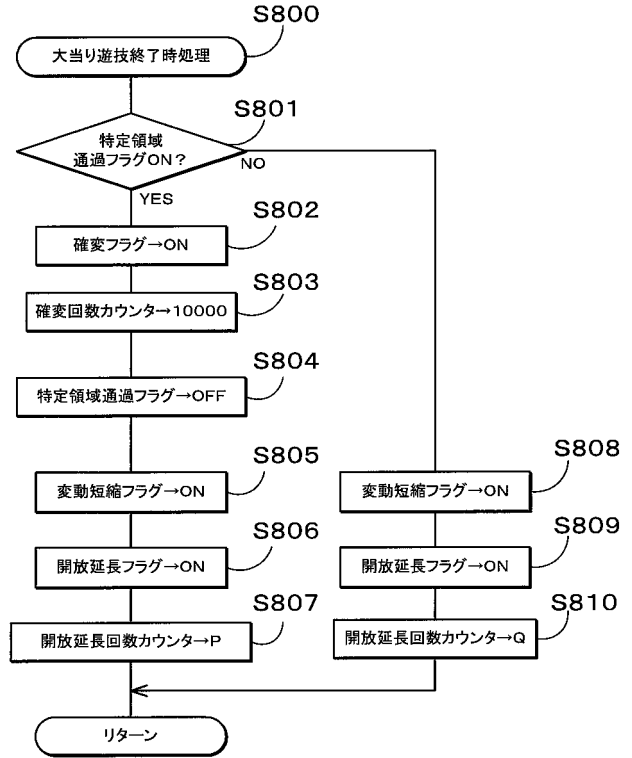 S800
大当り遊技終了時処理
S801
特定領域
通過フラグON？
NO
YES
S802
確変フラグ→ON
S803
確変回数カウンター→10000
S804
特定領域通過フラグ→OFF
S805
変動短縮フラグ→ON
S808
変動短縮フラグ→ON
S806
開放延長フラグ→ON
S809
開放延長フラグ→ON
S807
開放延長回数カウンター→P
S810
開放延長回数カウンター→Q
リターン